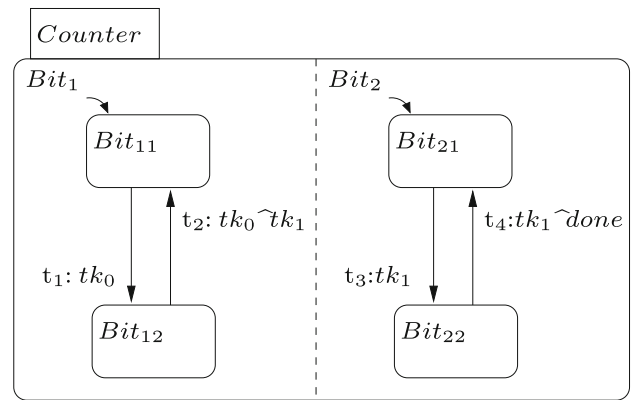 Counter
Bit₁
Bit₂
Bit₁₁
Bit₂₁
t₂: tk₀^tk₁
t₄:tk₁^done
t₁: tk₀
t₃:tk₁
Bit₁₂
Bit₂₂